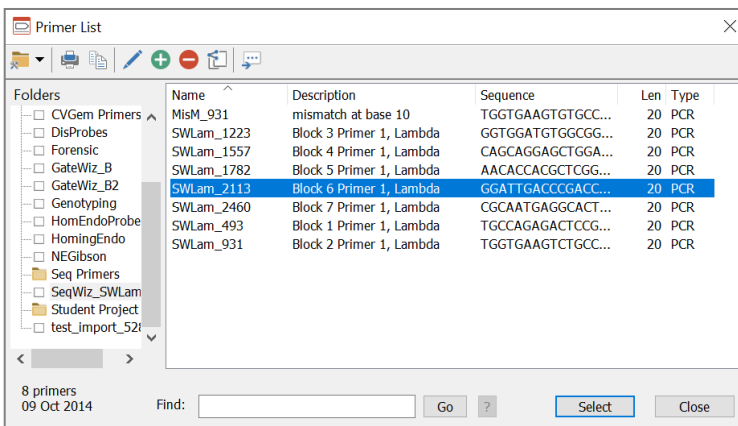 Primer List
Folders
CVGem Primers
DisProbes
Forensic
GateWiz_B
GateWiz_B2
Genotyping
HomEndoProbe
HomingEndo
NEGibson
Seq Primers
SeqWiz_SWLam
Student Project
test_import_528
Name Description Sequence Len Type
MisM_931 mismatch at base 10 TGGTGAAGTGTGCC... 20 PCR
SWLam_1223 Block 3 Primer 1, Lambda GGTGGATGTGGCGG... 20 PCR
SWLam_1557 Block 4 Primer 1, Lambda CAGCAGGAGCTGGA... 20 PCR
SWLam_1782 Block 5 Primer 1, Lambda AACACCACGCTCGG... 20 PCR
SWLam_2113 Block 6 Primer 1, Lambda GGATTGACCCGACC... 20 PCR
SWLam_2460 Block 7 Primer 1, Lambda CGCAATGAGGCACT... 20 PCR
SWLam_493 Block 1 Primer 1, Lambda TGCCAGAGACTCCG... 20 PCR
SWLam_931 Block 2 Primer 1, Lambda TGGTGAAGTCTGCC... 20 PCR
8 primers
09 Oct 2014
Find: Go ? Select Close